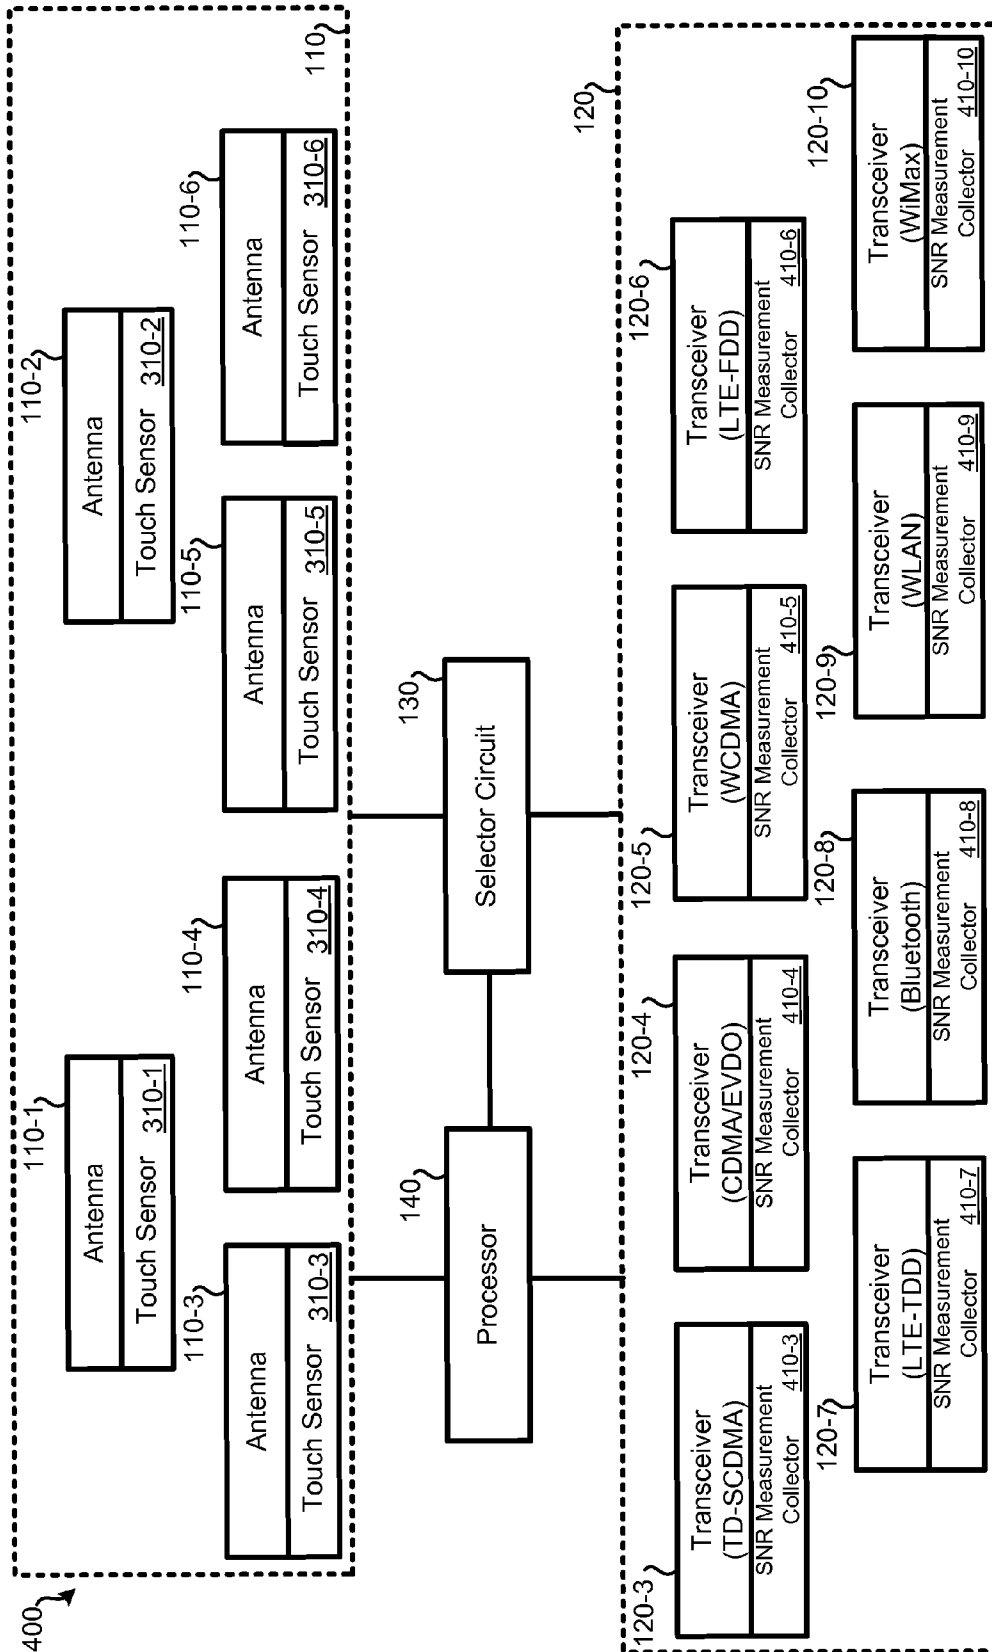 400
110
110-1
Antenna
Touch Sensor 310-1
110-2
Antenna
Touch Sensor 310-2
110-3
Antenna
Touch Sensor 310-3
110-4
Antenna
Touch Sensor 310-4
110-5
Antenna
Touch Sensor 310-5
110-6
Antenna
Touch Sensor 310-6
140
Processor
130
Selector Circuit
120
120-3
Transceiver
(TD-SCDMA)
SNR Measurement
Collector 410-3
120-4
Transceiver
(CDMA/EVDO)
SNR Measurement
Collector 410-4
120-5
Transceiver
(WCDMA)
SNR Measurement
Collector 410-5
120-6
Transceiver
(LTE-FDD)
SNR Measurement
Collector 410-6
120-7
Transceiver
(LTE-TDD)
SNR Measurement
Collector 410-7
120-8
Transceiver
(Bluetooth)
SNR Measurement
Collector 410-8
120-9
Transceiver
(WLAN)
SNR Measurement
Collector 410-9
120-10
Transceiver
(WiMax)
SNR Measurement
Collector 410-10